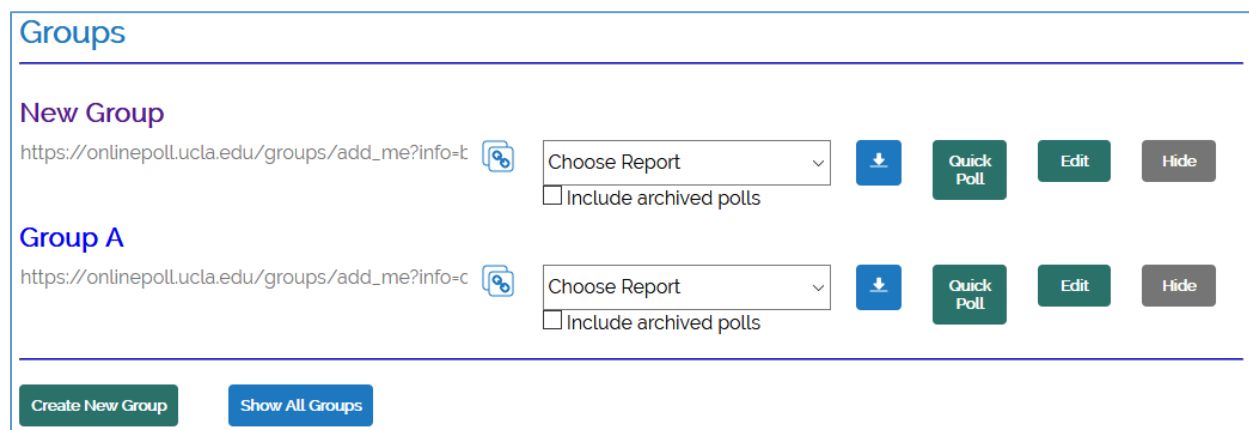 Groups
New Group
https://onlinepoll.ucla.edu/groups/add_me?info=
Choose Report
Quick
Poll
Edit
Hide
Include archived polls
Group A
https://onlinepoll.ucla.edu/groups/add_me?info=
Choose Report
Quick
Poll
Edit
Hide
Include archived polls
Create New Group
Show All Groups